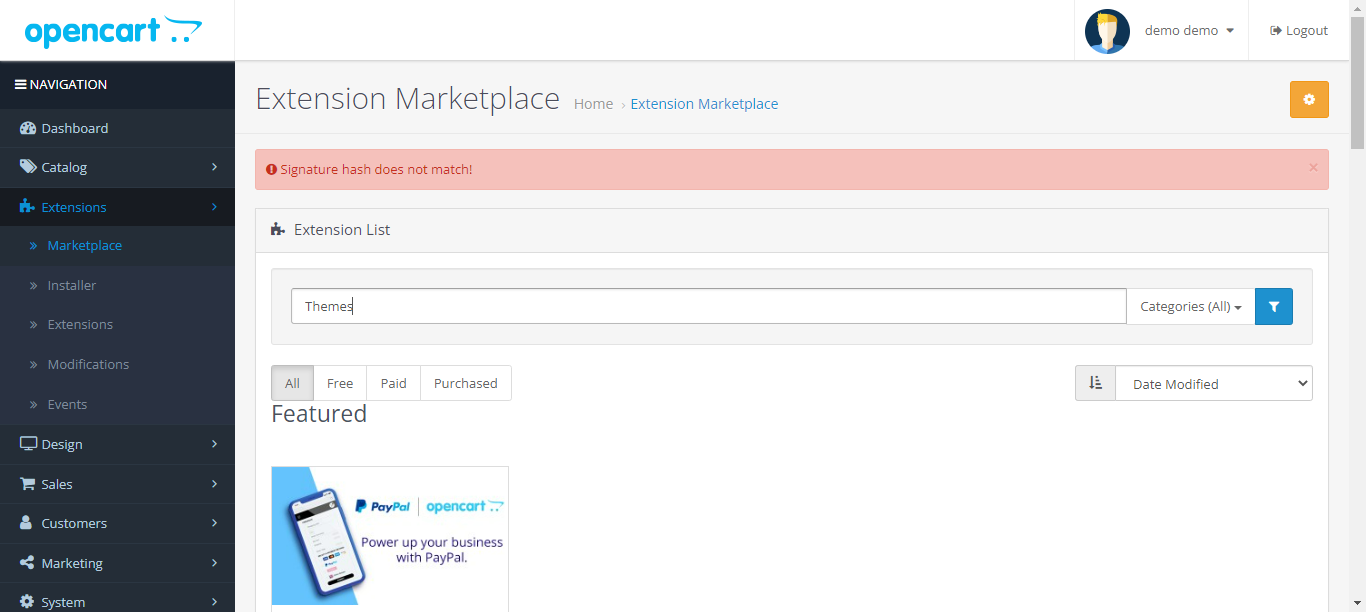 opencart
demo demo
Logout
NAVIGATION
Dashboard
Catalog
Extensions
Marketplace
Installer
Extensions
Modifications
Events
Design
Sales
Customers
Marketing
System
Extension Marketplace
Home › Extension Marketplace
Signature hash does not match!
×
Extension List
Themes
Categories (All)
All
Free
Paid
Purchased
Date Modified
Featured
PayPal | opencart
Power up your business
with PayPal.